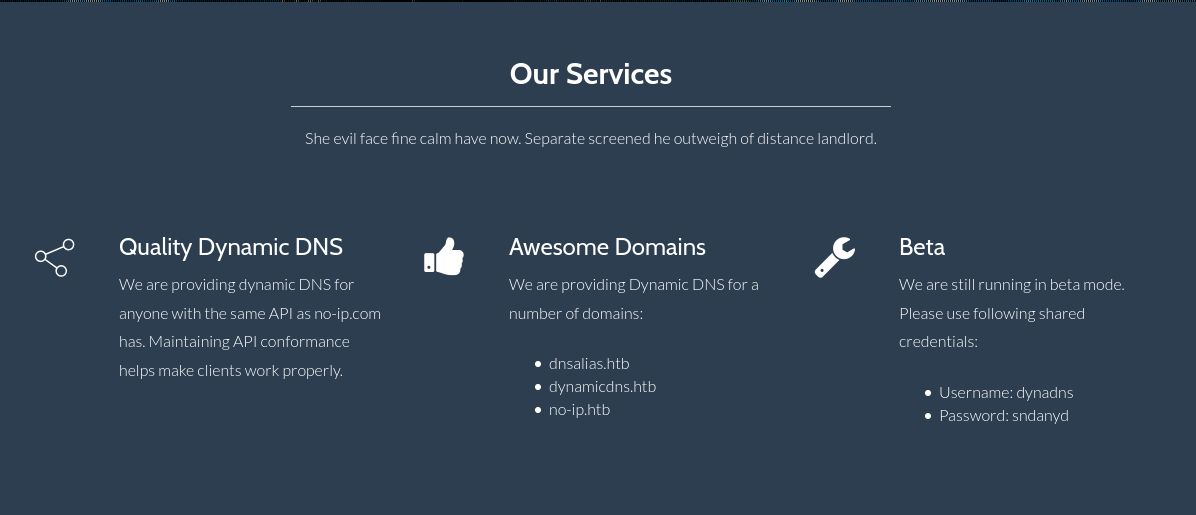 Our Services
She evil face fine calm have now. Separate screened he outweigh of distance landlord.
Quality Dynamic DNS
We are providing dynamic DNS for
anyone with the same API as no-ip.com
has. Maintaining API conformance
helps make clients work properly.
Awesome Domains
We are providing Dynamic DNS for a
number of domains:
dnsalias.htb
dynamicdns.htb
no-ip.htb
Beta
We are still running in beta mode.
Please use following shared
credentials:
Username: dynadns
Password: sndanyd